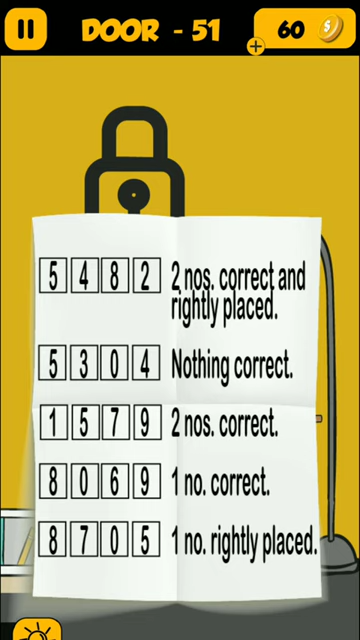 DOOR - 51
60
5 4 8 2 2 nos. correct and
rightly placed.
5 3 0 4 Nothing correct.
1 5 7 9 2 nos. correct.
8 0 6 9 1 no. correct.
8 7 0 5 1 no. rightly placed.